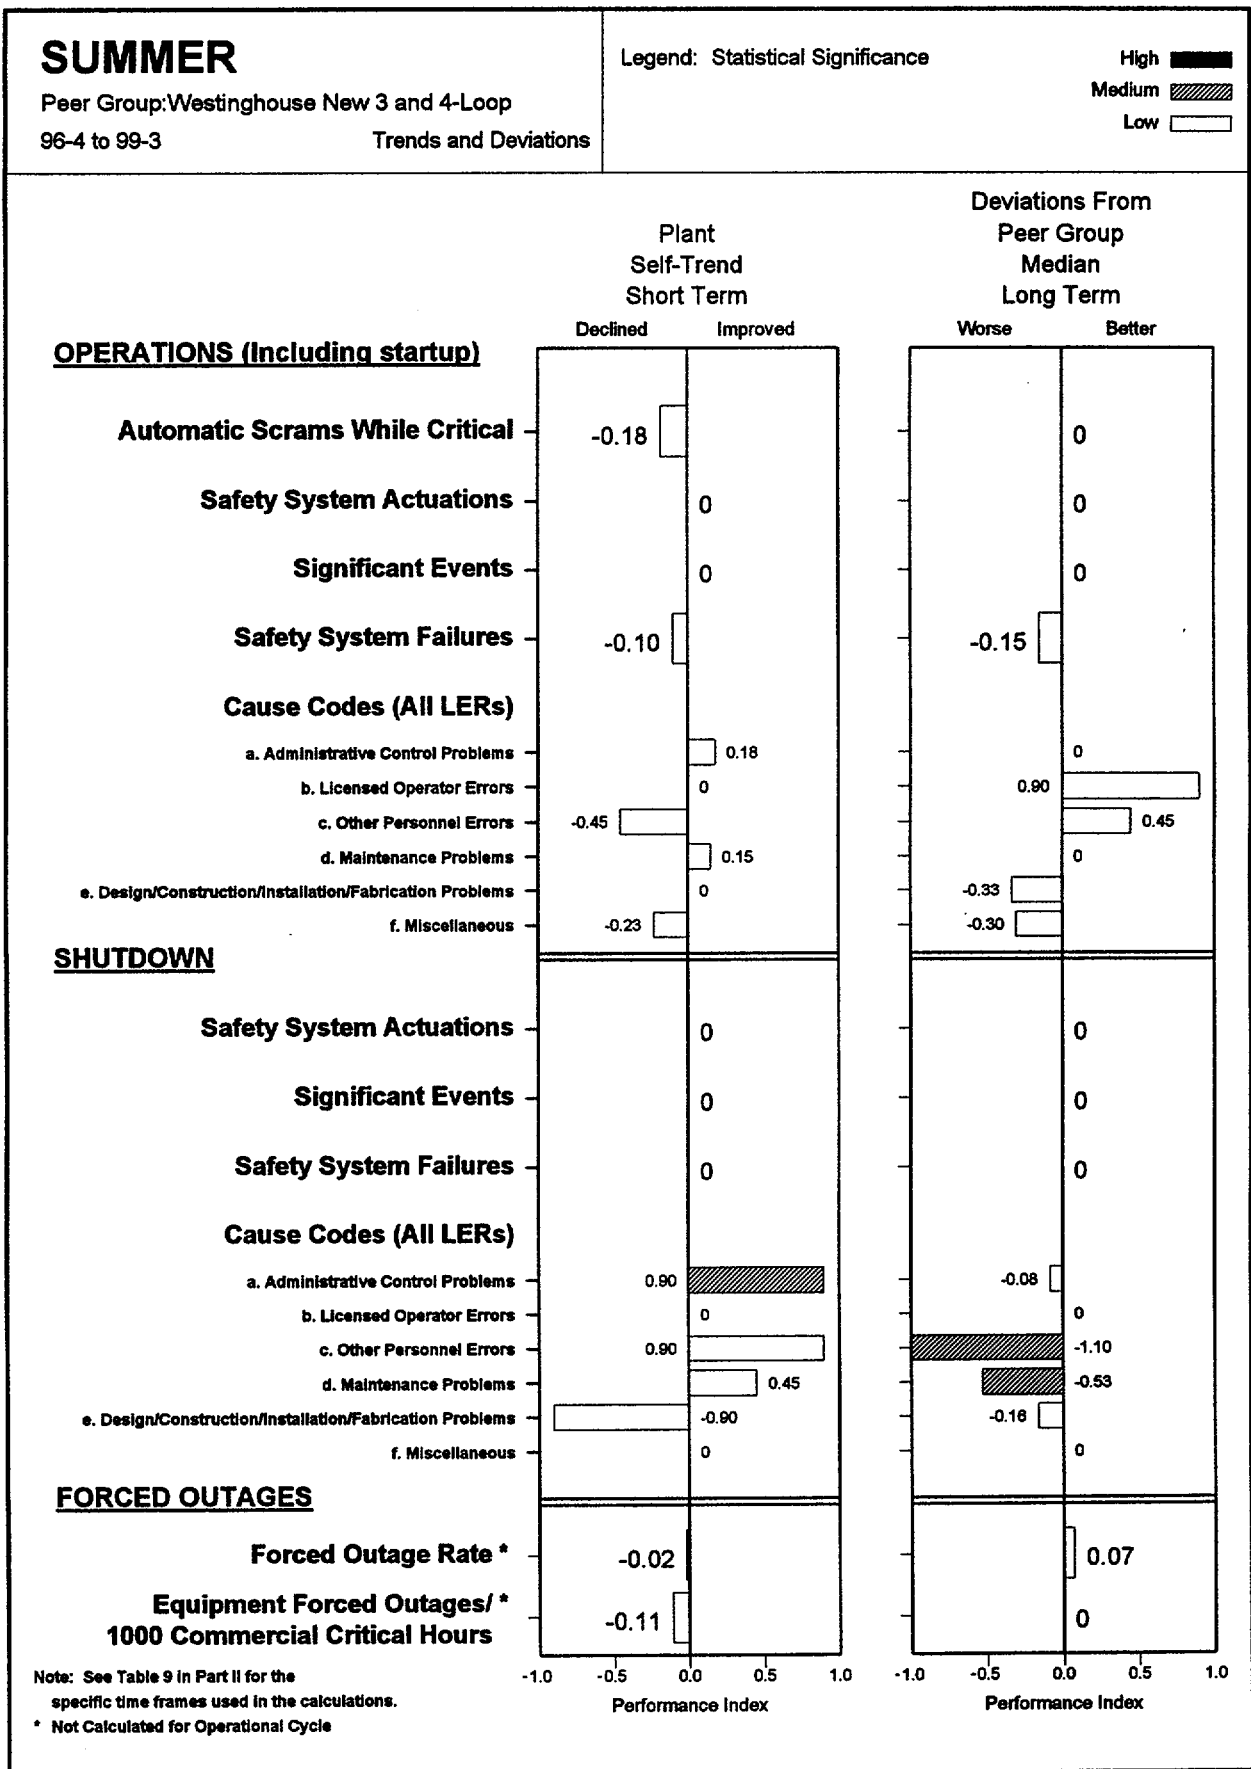 SUMMER
Peer Group:Westinghouse New 3 and 4-Loop
96-4 to 99-3 Trends and Deviations
Legend: Statistical Significance
High
Medium
Low
Plant
Self-Trend
Short Term
Deviations From
Peer Group
Median
Long Term
Declined Improved Worse Better
OPERATIONS (Including startup)
Automatic Scrams While Critical -0.18 0
Safety System Actuations 0 0
Significant Events 0 0
Safety System Failures -0.10 -0.15
Cause Codes (All LERs)
a. Administrative Control Problems 0.18 0
b. Licensed Operator Errors 0 0.90
c. Other Personnel Errors -0.45 0.45
d. Maintenance Problems 0.15 0
e. Design/Construction/Installation/Fabrication Problems 0 -0.33
f. Miscellaneous -0.23 -0.30
SHUTDOWN
Safety System Actuations 0 0
Significant Events 0 0
Safety System Failures 0 0
Cause Codes (All LERs)
a. Administrative Control Problems 0.90 -0.08
b. Licensed Operator Errors 0 0
c. Other Personnel Errors 0.90 -1.10
d. Maintenance Problems 0.45 -0.53
e. Design/Construction/Installation/Fabrication Problems -0.90 -0.16
f. Miscellaneous 0 0
FORCED OUTAGES
Forced Outage Rate * -0.02 0.07
Equipment Forced Outages/ *
1000 Commercial Critical Hours -0.11 0
-1.0 -0.5 0.0 0.5 1.0 -1.0 -0.5 0.0 0.5 1.0
Performance Index Performance Index
Note: See Table 9 in Part II for the
specific time frames used in the calculations.
* Not Calculated for Operational Cycle